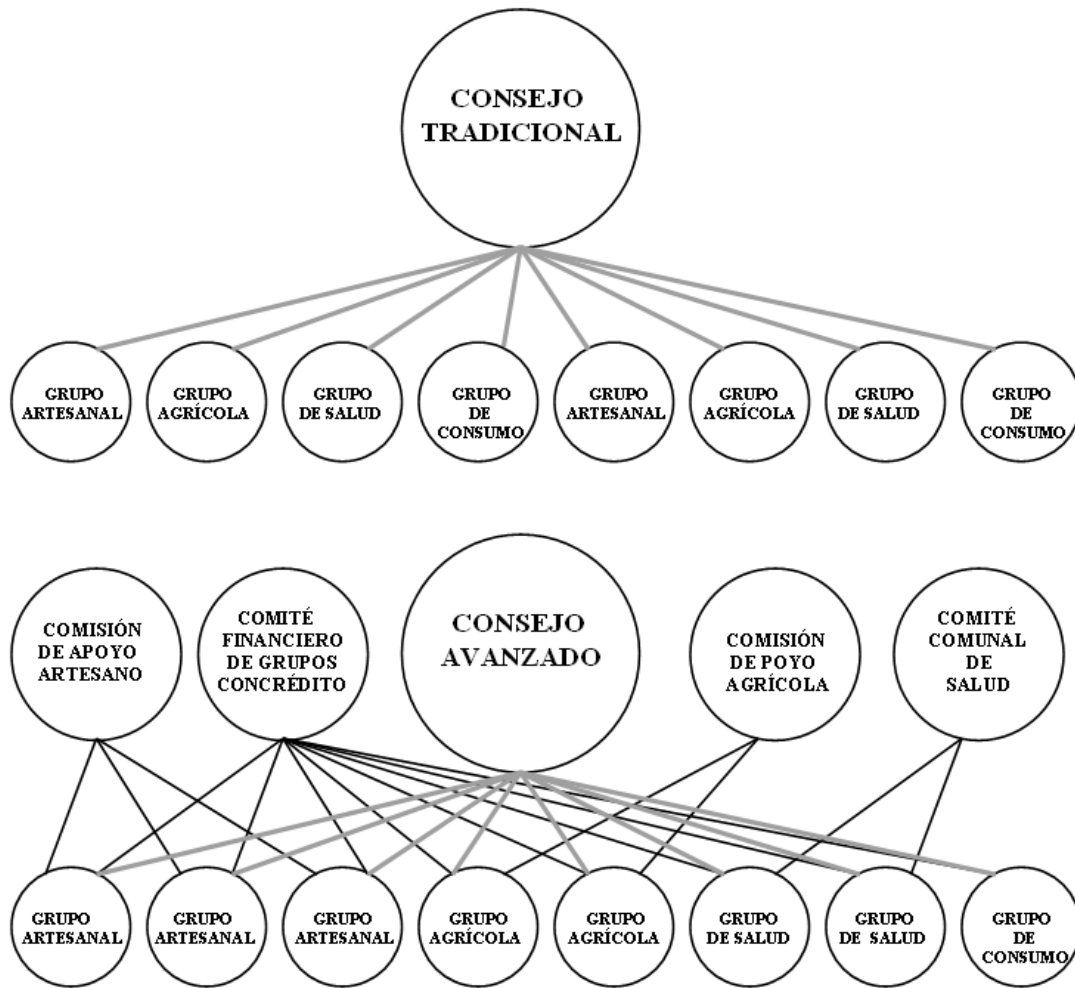 CONSEJO
TRADICIONAL
GRUPO
ARTESANAL
GRUPO
AGRÍCOLA
GRUPO
DE SALUD
GRUPO
DE
CONSUMO
GRUPO
ARTESANAL
GRUPO
AGRÍCOLA
GRUPO
DE SALUD
GRUPO
DE
CONSUMO
COMISIÓN
DE APOYO
ARTESANO
COMITÉ
FINANCIERO
DE GRUPOS
CONCRÉDITO
CONSEJO
AVANZADO
COMISIÓN
DE POYO
AGRÍCOLA
COMITÉ
COMUNAL
DE
SALUD
GRUPO
ARTESANAL
GRUPO
ARTESANAL
GRUPO
ARTESANAL
GRUPO
AGRÍCOLA
GRUPO
AGRÍCOLA
GRUPO
DE SALUD
GRUPO
DE SALUD
GRUPO
DE
CONSUMO